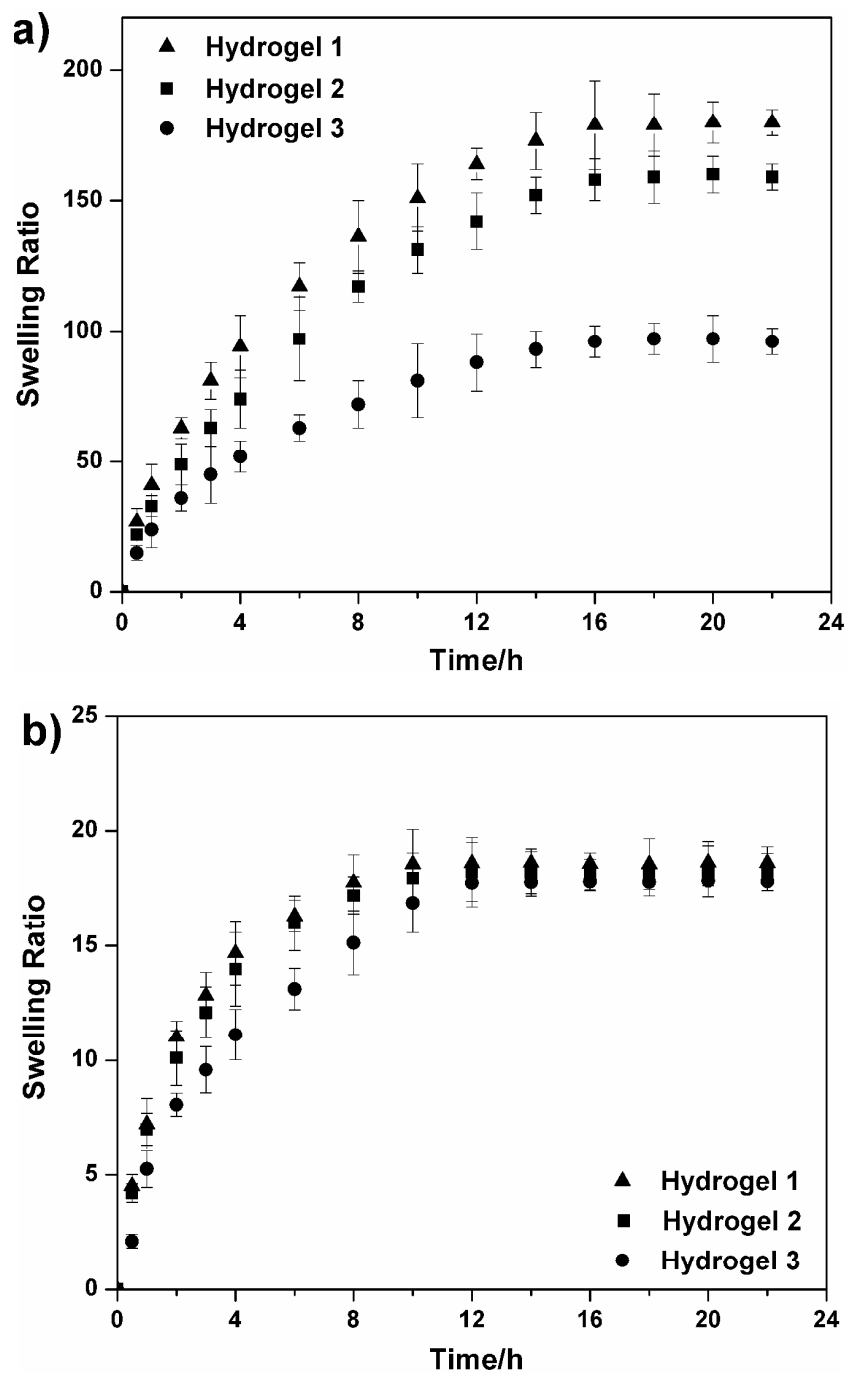 a)
Hydrogel 1
Hydrogel 2
Hydrogel 3
200
150
100
50
0
Swelling Ratio
0 4 8 12 16 20 24
Time/h
b)
25
20
15
10
5
0
Swelling Ratio
Hydrogel 1
Hydrogel 2
Hydrogel 3
0 4 8 12 16 20 24
Time/h